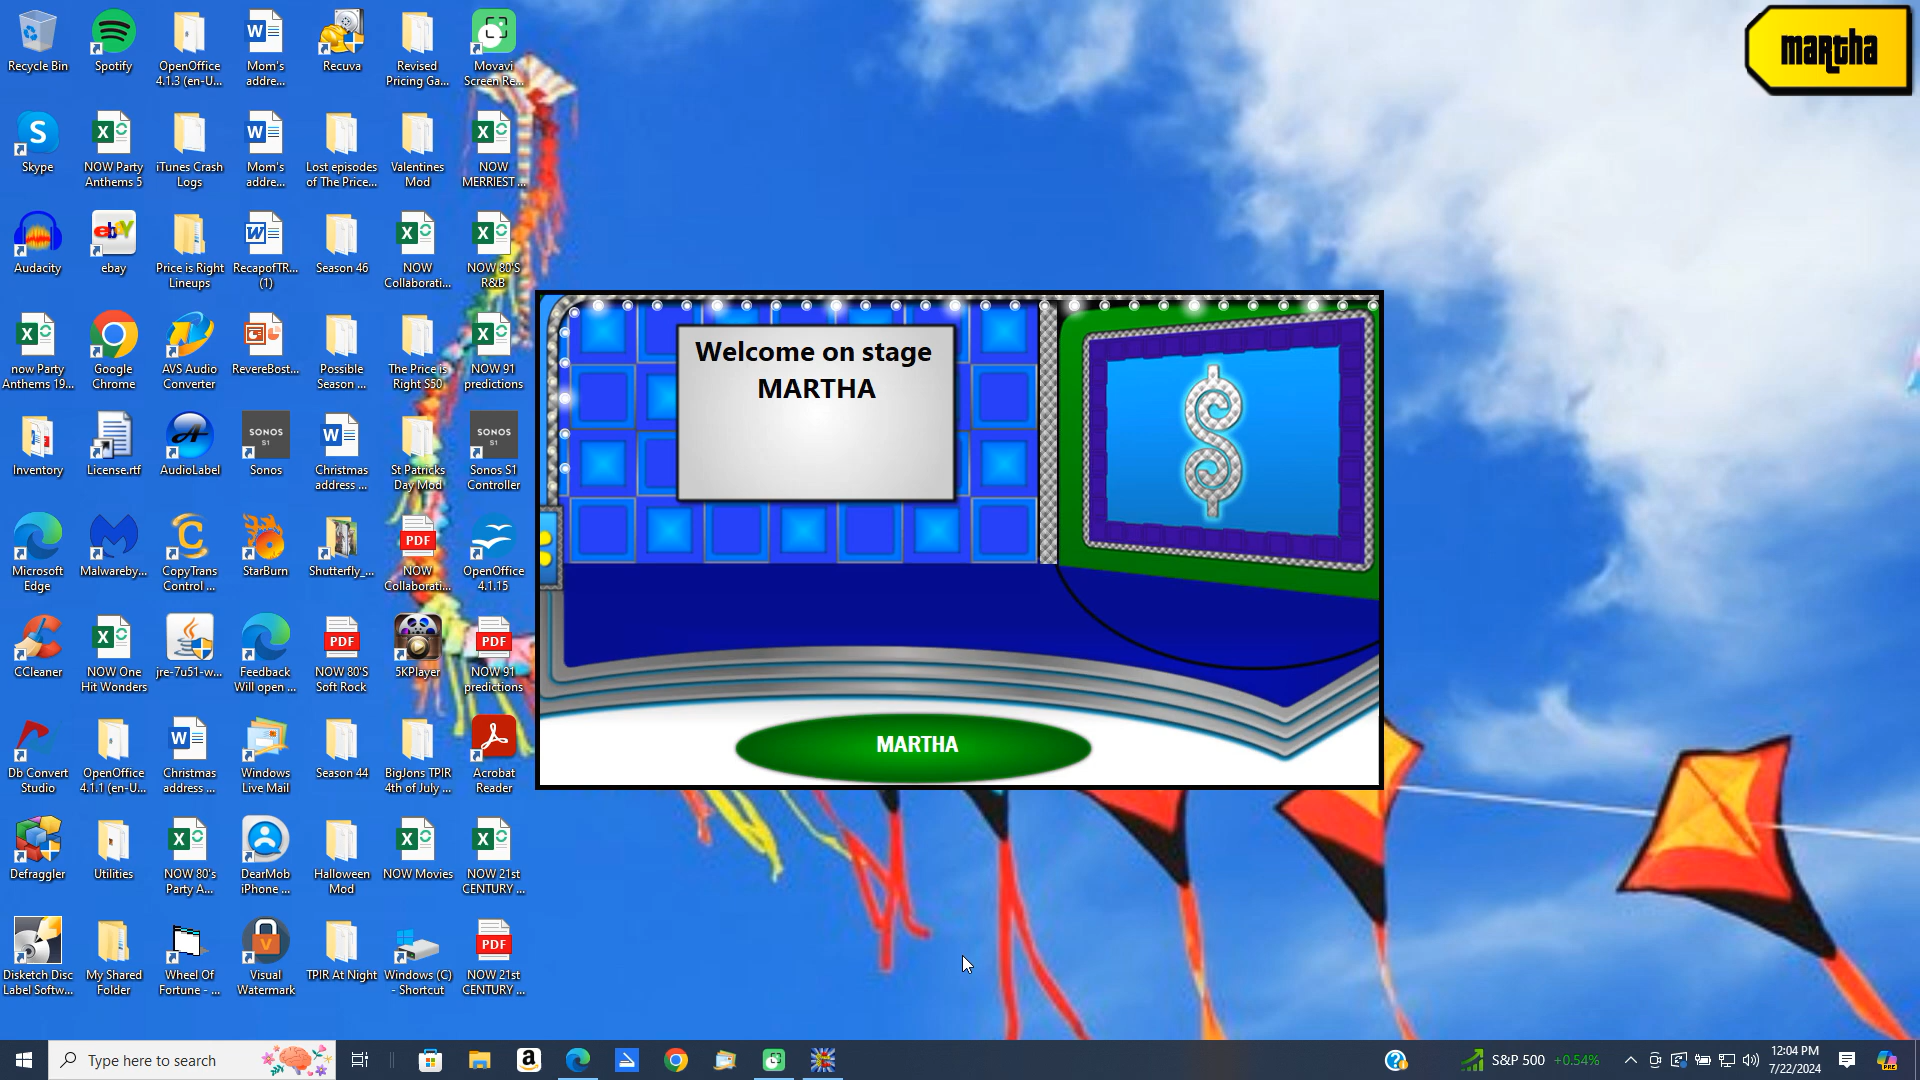 Recycle Bin
Spotify
OpenOffice
4.1.3 (en-U...
Mom's
addre...
Recuva
Revised
Pricing Ga...
Movavi
Screen Re...
Skype
NOW Party
Anthems 5
iTunes Crash
Logs
Mom's
addre...
Lost episodes
of The Price...
Valentines
Mod
NOW
MERRIEST ...
Audacity
ebay
Price is Right
Lineups
RecapofTR...
(1)
Season 46
NOW
Collaborati...
NOW 80'S
R&B
now Party
Anthems 19...
Google
Chrome
AVS Audio
Converter
RevereBost...
Possible
Season ...
The Price is
Right S50
NOW 91
predictions
Inventory
License.rtf
AudioLabel
SONOS
S1
Sonos
Christmas
address ...
St Patricks
Day Mod
SONOS
S1
Sonos S1
Controller
Microsoft
Edge
Malwareby...
CopyTrans
Control ...
StarBurn
Shutterfly_...
PDF
NOW
Collaborati...
OpenOffice
4.1.15
CCleaner
NOW One
Hit Wonders
jre-7u51-w...
Feedback
Will open ...
PDF
NOW 80'S
Soft Rock
5KPlayer
PDF
NOW 91
predictions
Db Convert
Studio
OpenOffice
4.1.1 (en-U...
Christmas
address ...
Windows
Live Mail
Season 44
BigJons TPIR
4th of July ...
Acrobat
Reader
Defraggler
Utilities
NOW 80's
Party A...
DearMob
iPhone ...
Halloween
Mod
NOW Movies
NOW 21st
CENTURY ...
Disketch Disc
Label Softw...
My Shared
Folder
Wheel Of
Fortune - ...
Visual
Watermark
TPIR At Night
Windows (C)
- Shortcut
PDF
NOW 21st
CENTURY ...
martha
Welcome on stage
MARTHA
MARTHA
Type here to search
S&P 500 +0.54%
12:04 PM
7/22/2024